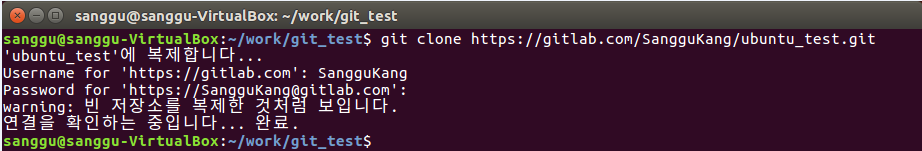 sanggu@sanggu-VirtualBox: ~/work/git_test
sanggu@sanggu-VirtualBox:~/work/git_test$ git clone https://gitlab.com/SangguKang/ubuntu_test.git
'ubuntu_test'에 복제합니다...
Username for 'https://gitlab.com': SangguKang
Password for 'https://SangguKang@gitlab.com':
warning: 빈 저장소를 복제한 것처럼 보입니다.
연결을 확인하는 중입니다... 완료.
sanggu@sanggu-VirtualBox:~/work/git_test$